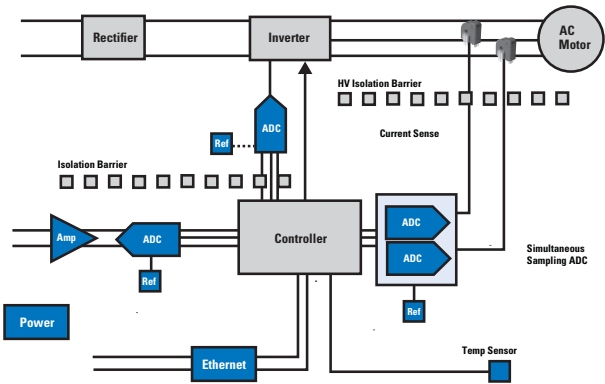 Rectifier
Inverter
AC
Motor
HV Isolation Barrier
ADC
Ref
Current Sense
Isolation Barrier
Amp
ADC
Controller
ADC
ADC
Simultaneous
Sampling ADC
Ref
Ref
Power
Ethernet
Temp Sensor